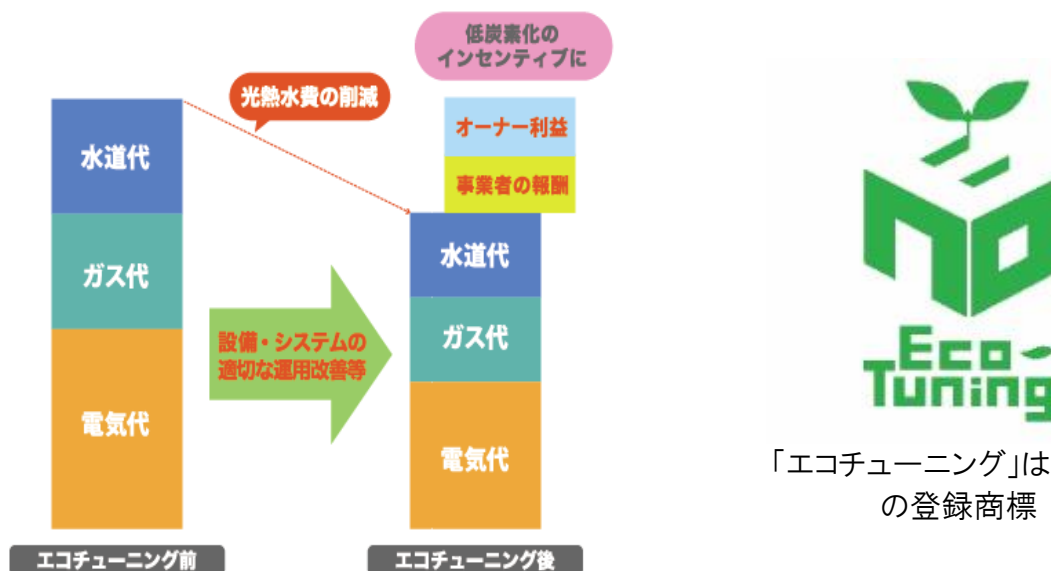 低炭素化の
インセンティブに
光熱水費の削減
オーナー利益
事業者の報酬
水道代
ガス代
電気代
設備・システムの
適切な運用改善等
水道代
ガス代
電気代
エコチューニング前
エコチューニング後
Eco
Tuning
「エコチューニング」は
の登録商標